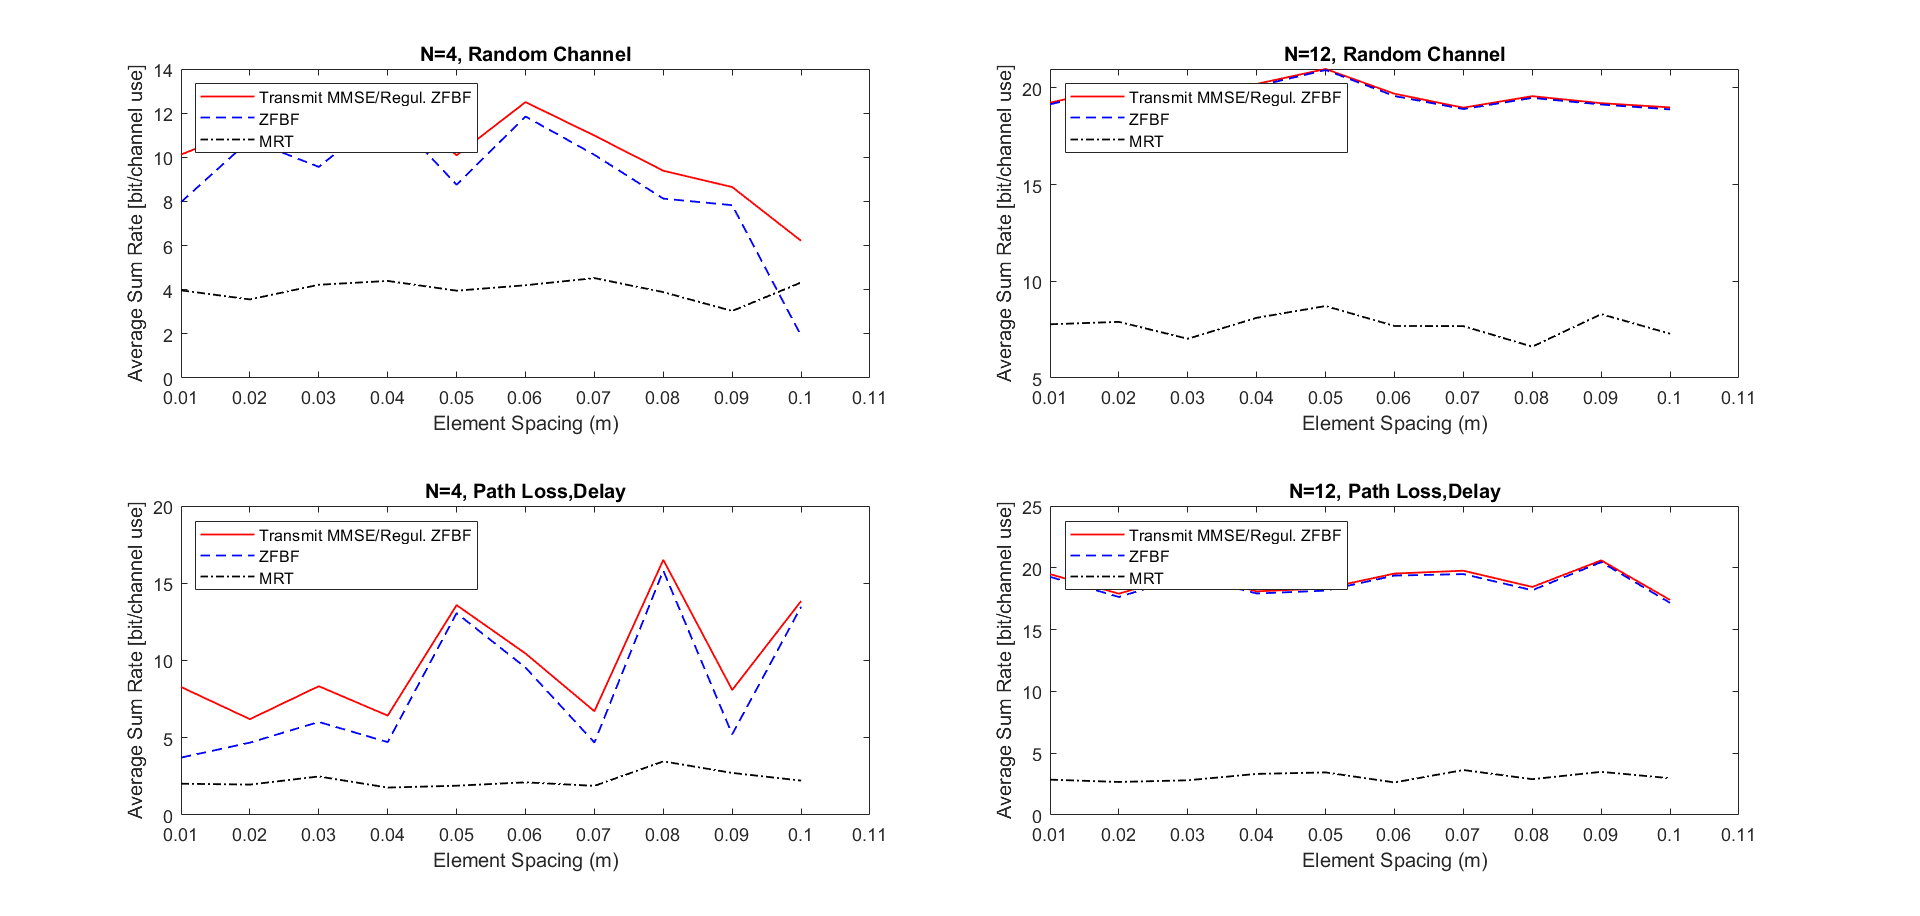 N=4, Random Channel
Average Sum Rate [bit/channel use]
14
12
10
8
6
4
2
0
Transmit MMSE/Regul. ZFBF
ZFBF
MRT
0.01 0.02 0.03 0.04 0.05 0.06 0.07 0.08 0.09 0.1 0.11
Element Spacing (m)
N=12, Random Channel
Average Sum Rate [bit/channel use]
20
15
10
5
Transmit MMSE/Regul. ZFBF
ZFBF
MRT
0.01 0.02 0.03 0.04 0.05 0.06 0.07 0.08 0.09 0.1 0.11
Element Spacing (m)
N=4, Path Loss,Delay
Average Sum Rate [bit/channel use]
20
15
10
5
0
Transmit MMSE/Regul. ZFBF
ZFBF
MRT
0.01 0.02 0.03 0.04 0.05 0.06 0.07 0.08 0.09 0.1 0.11
Element Spacing (m)
N=12, Path Loss,Delay
Average Sum Rate [bit/channel use]
25
20
15
10
5
0
Transmit MMSE/Regul. ZFBF
ZFBF
MRT
0.01 0.02 0.03 0.04 0.05 0.06 0.07 0.08 0.09 0.1 0.11
Element Spacing (m)